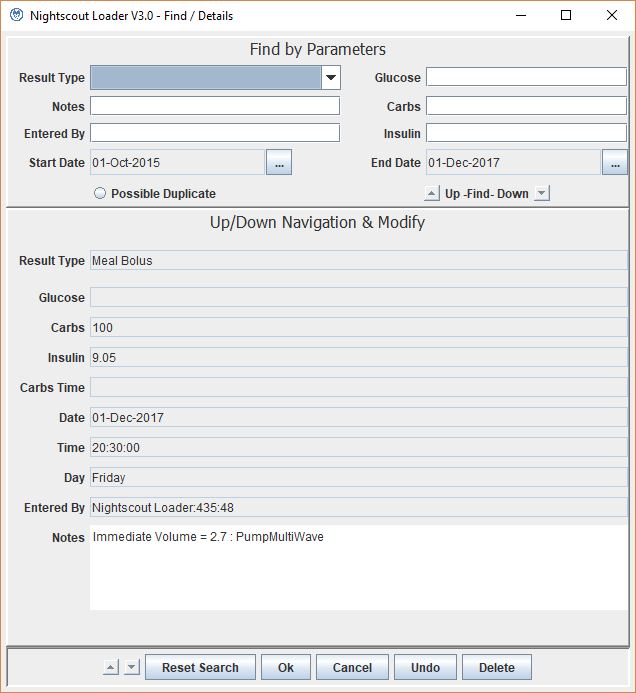 Nightscout Loader V3.0 - Find / Details
Find by Parameters
Result Type Glucose
Notes Carbs
Entered By Insulin
Start Date 01-Oct-2015 ... End Date 01-Dec-2017 ...
Possible Duplicate Up -Find- Down
Up/Down Navigation & Modify
Result Type Meal Bolus
Glucose
Carbs 100
Insulin 9.05
Carbs Time
Date 01-Dec-2017
Time 20:30:00
Day Friday
Entered By Nightscout Loader:435:48
Notes Immediate Volume = 2.7 : PumpMultiWave
Reset Search Ok Cancel Undo Delete